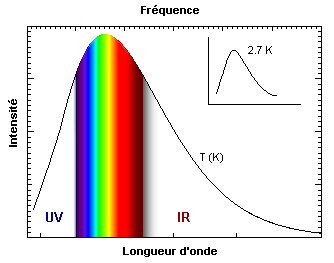 Fréquence
2.7 K
Intensité
T (K)
UV
IR
Longueur d'onde